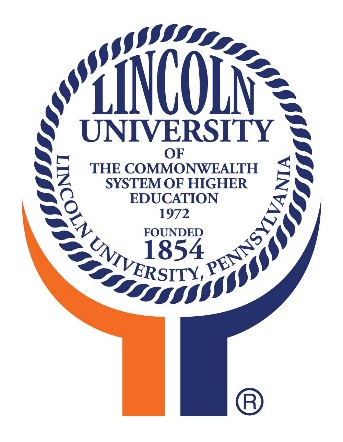 LINCOLN
UNIVERSITY
OF
THE COMMONWEALTH
SYSTEM OF HIGHER
EDUCATION
1972
FOUNDED
1854
LINCOLN UNIVERSITY, PENNSYLVANIA
®